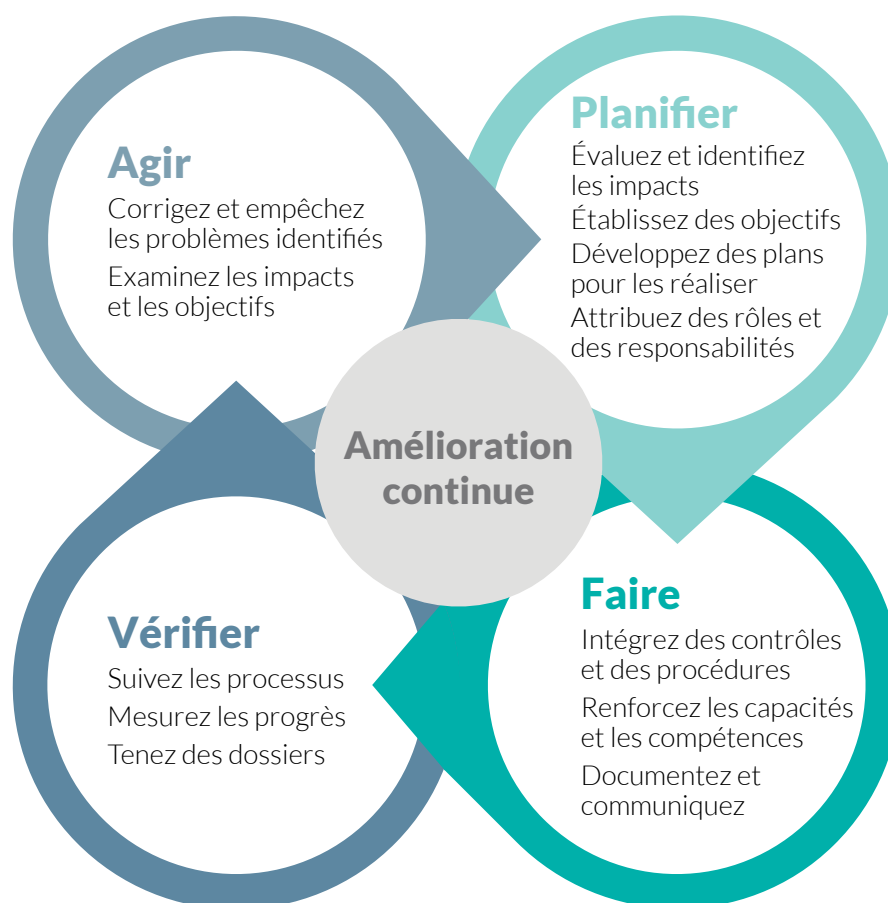 Agir
Corrigez et empêchez
les problèmes identifiés
Examinez les impacts
et les objectifs
Planifier
Évaluez et identifiez
les impacts
Établissez des objectifs
Développez des plans
pour les réaliser
Attribuez des rôles et
des responsabilités
Amélioration
continue
Vérifier
Suivez les processus
Mesurez les progrès
Tenez des dossiers
Faire
Intégrez des contrôles
et des procédures
Renforcez les capacités
et les compétences
Documentez et
communiquez